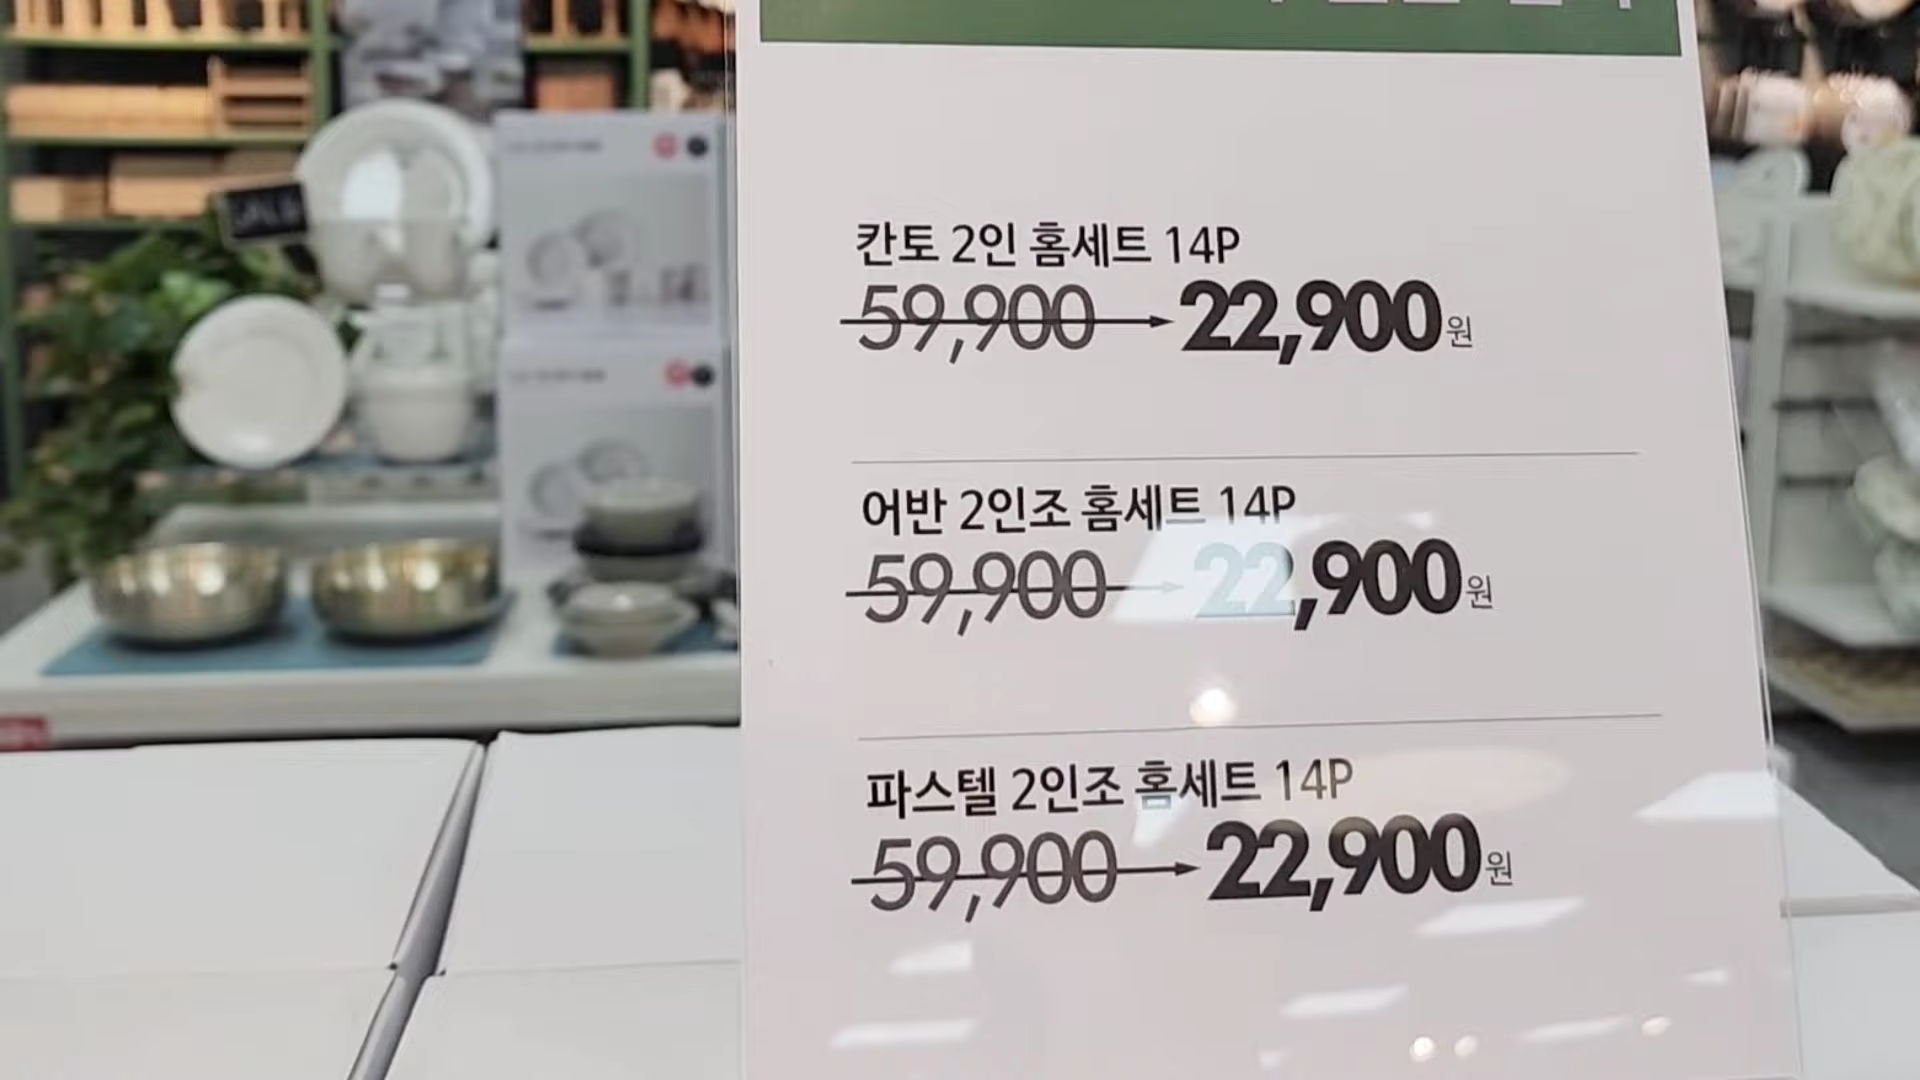 칸토 2인 홈세트 14P
59,900 → 22,900원
어반 2인조 홈세트 14P
59,900 → 22,900원
파스텔 2인조 홈세트 14P
59,900 → 22,900원